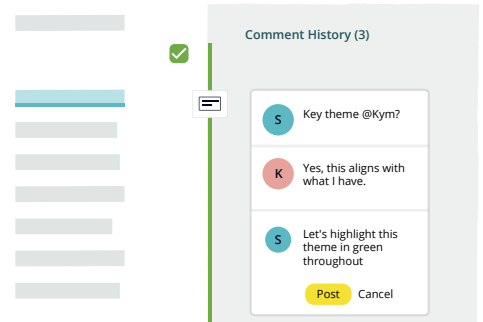 Comment History (3)
S
Key theme @Kym?
K
Yes, this aligns with
what I have.
S
Let's highlight this
theme in green
throughout
Post Cancel